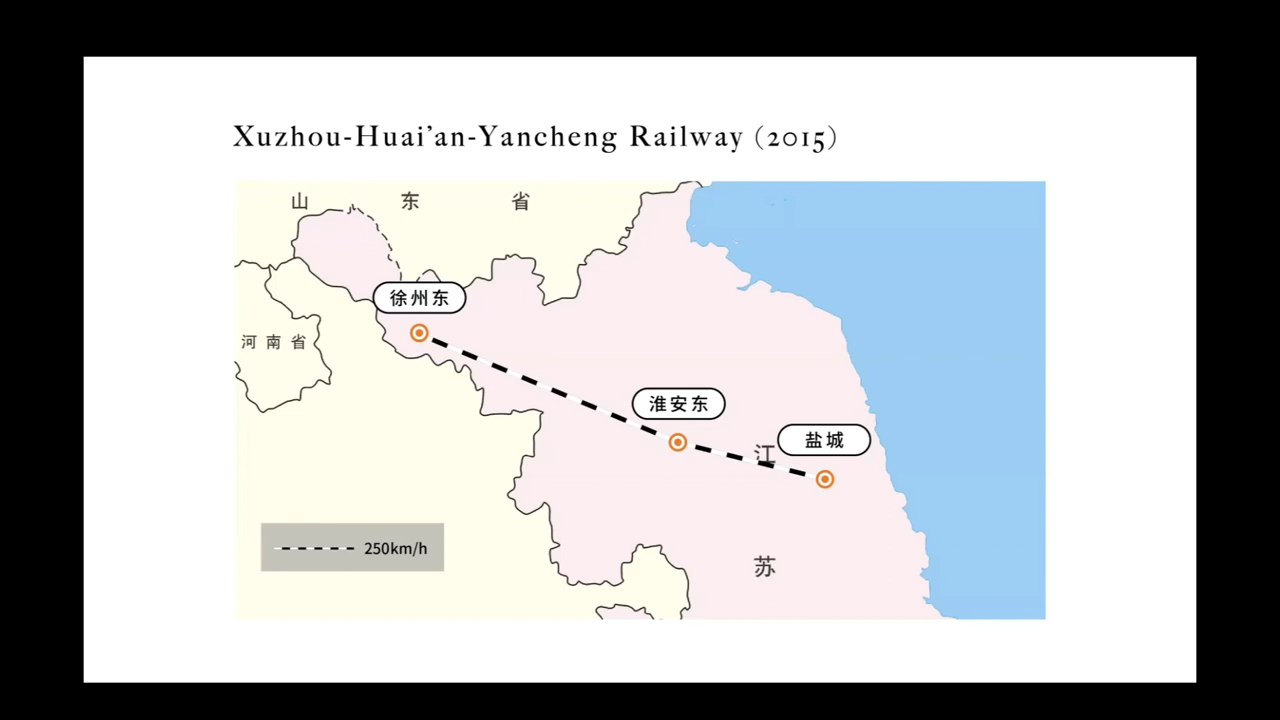 Xuzhou-Huai’an-Yancheng Railway (2015)
山东省
徐州东
河南省
淮安东
盐城
江
苏
250km/h